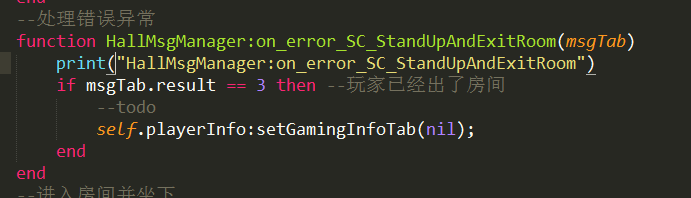 end
--处理错误异常
function HallMsgManager:on_error_SC_StandUpAndExitRoom(msgTab)
print("HallMsgManager:on_error_SC_StandUpAndExitRoom")
if msgTab.result == 3 then --玩家已经出了房间
--todo
self.playerInfo:setGamingInfoTab(nil);
end
end
--进入房间并坐下